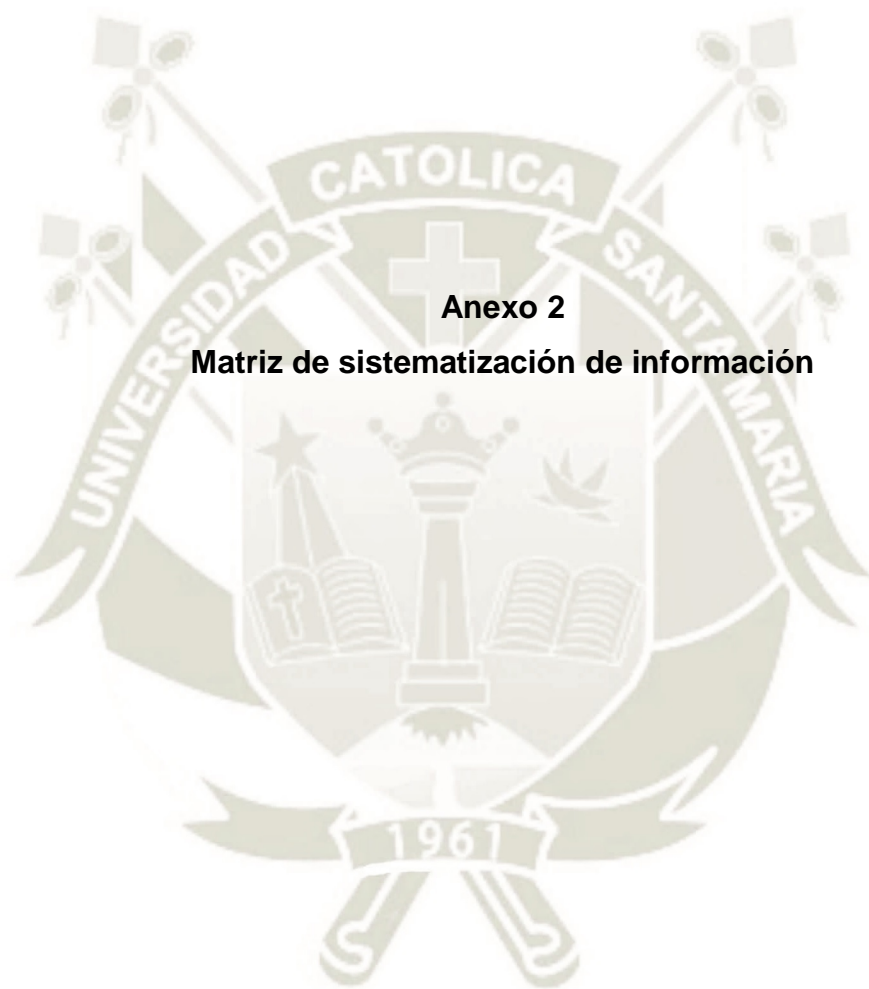 UNIVERSIDAD CATOLICA SANTA MARIA
Anexo 2
Matriz de sistematización de información
1961